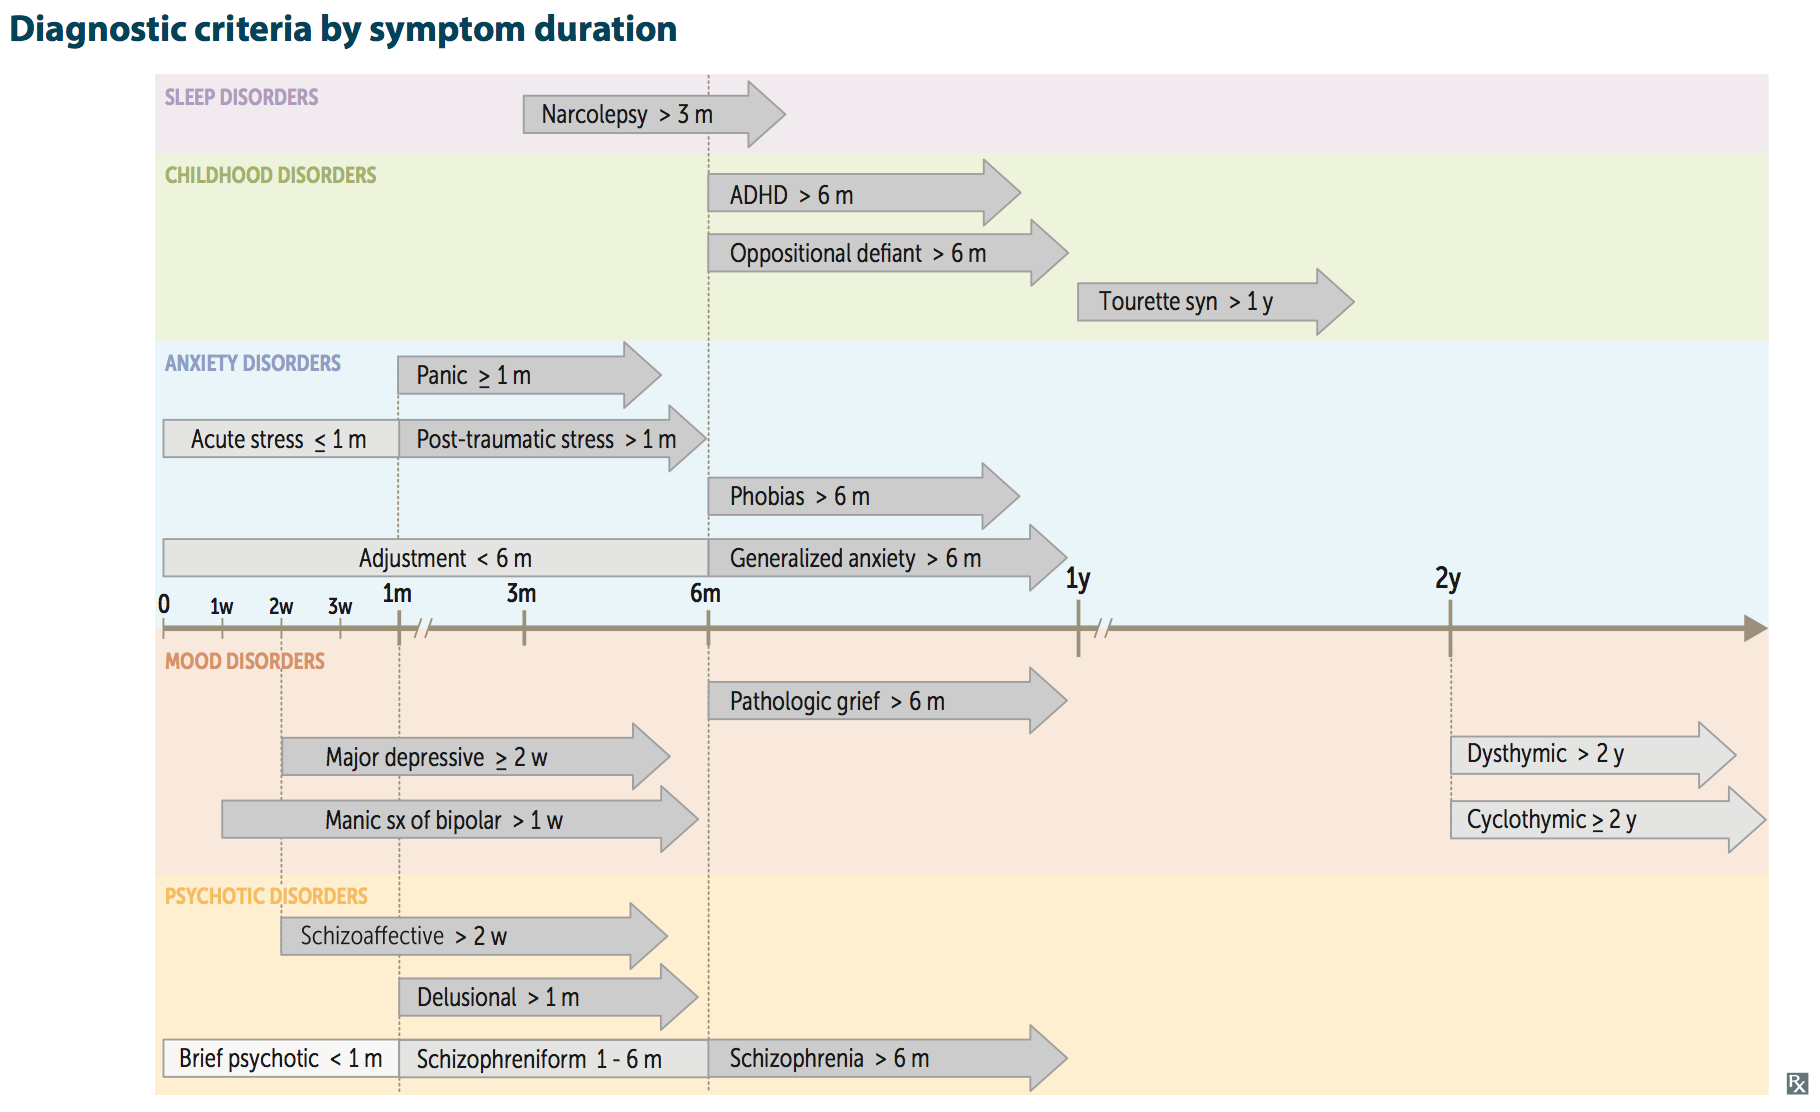 Diagnostic criteria by symptom duration
SLEEP DISORDERS
Narcolepsy > 3 m
CHILDHOOD DISORDERS
ADHD > 6 m
Oppositional defiant > 6 m
Tourette syn > 1 y
ANXIETY DISORDERS
Panic ≥ 1 m
Acute stress ≤ 1 m Post-traumatic stress > 1 m
Phobias > 6 m
Adjustment < 6 m Generalized anxiety > 6 m
0 1w 2w 3w 1m 3m 6m 1y 2y
MOOD DISORDERS
Pathologic grief > 6 m
Major depressive ≥ 2 w Dysthymic > 2 y
Manic sx of bipolar > 1 w Cyclothymic ≥ 2 y
PSYCHOTIC DISORDERS
Schizoaffective > 2 w
Delusional > 1 m
Brief psychotic < 1 m Schizophreniform 1 - 6 m Schizophrenia > 6 m
Rx